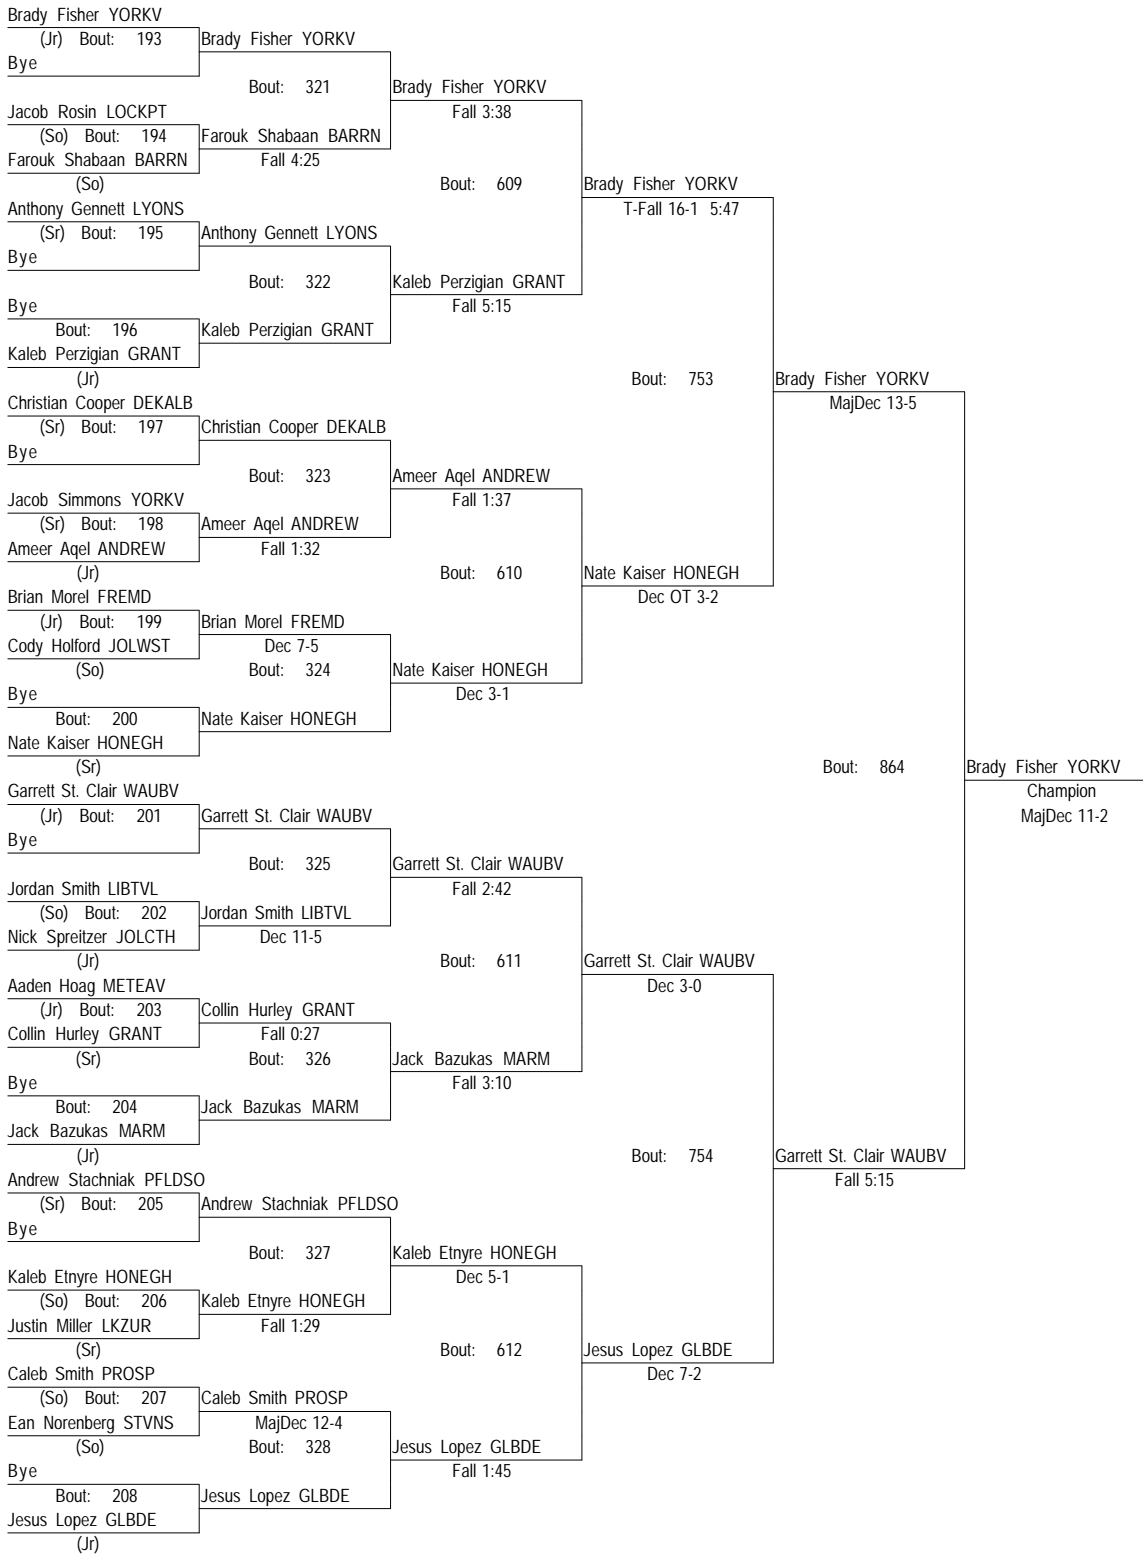 Brady Fisher YORKV
(Jr) Bout: 193 Brady Fisher YORKV
Bye
Bout: 321 Brady Fisher YORKV
Jacob Rosin LOCKPT Fall 3:38
(So) Bout: 194 Farouk Shabaan BARRN
Farouk Shabaan BARRN Fall 4:25
(So) Bout: 609 Brady Fisher YORKV
Anthony Gennett LYONS T-Fall 16-1 5:47
(Sr) Bout: 195 Anthony Gennett LYONS
Bye
Bout: 322 Kaleb Perzigian GRANT
Bye Fall 5:15
Bout: 196 Kaleb Perzigian GRANT
Kaleb Perzigian GRANT
(Jr) Bout: 753 Brady Fisher YORKV
Christian Cooper DEKALB MajDec 13-5
(Sr) Bout: 197 Christian Cooper DEKALB
Bye
Bout: 323 Ameer Aqel ANDREW
Jacob Simmons YORKV Fall 1:37
(Sr) Bout: 198 Ameer Aqel ANDREW
Ameer Aqel ANDREW Fall 1:32
(Jr) Bout: 610 Nate Kaiser HONEGH
Brian Morel FREMD Dec OT 3-2
(Jr) Bout: 199 Brian Morel FREMD
Cody Holford JOLWST Dec 7-5
(So) Bout: 324 Nate Kaiser HONEGH
Bye Dec 3-1
Bout: 200 Nate Kaiser HONEGH
Nate Kaiser HONEGH
(Sr) Bout: 864 Brady Fisher YORKV
Garrett St. Clair WAUBV Champion
(Jr) Bout: 201 Garrett St. Clair WAUBV MajDec 11-2
Bye
Bout: 325 Garrett St. Clair WAUBV
Jordan Smith LIBTVL Fall 2:42
(So) Bout: 202 Jordan Smith LIBTVL
Nick Spreitzer JOLCTH Dec 11-5
(Jr) Bout: 611 Garrett St. Clair WAUBV
Aaden Hoag METEAV Dec 3-0
(Jr) Bout: 203 Collin Hurley GRANT
Collin Hurley GRANT Fall 0:27
(Sr) Bout: 326 Jack Bazukas MARM
Bye Fall 3:10
Bout: 204 Jack Bazukas MARM
Jack Bazukas MARM
(Jr) Bout: 754 Garrett St. Clair WAUBV
Andrew Stachniak PFLDSO Fall 5:15
(Sr) Bout: 205 Andrew Stachniak PFLDSO
Bye
Bout: 327 Kaleb Etnyre HONEGH
Kaleb Etnyre HONEGH Dec 5-1
(So) Bout: 206 Kaleb Etnyre HONEGH
Justin Miller LKZUR Fall 1:29
(Sr) Bout: 612 Jesus Lopez GLBDE
Caleb Smith PROSP Dec 7-2
(So) Bout: 207 Caleb Smith PROSP
Ean Norenberg STVNS MajDec 12-4
(So) Bout: 328 Jesus Lopez GLBDE
Bye Fall 1:45
Bout: 208 Jesus Lopez GLBDE
Jesus Lopez GLBDE
(Jr)